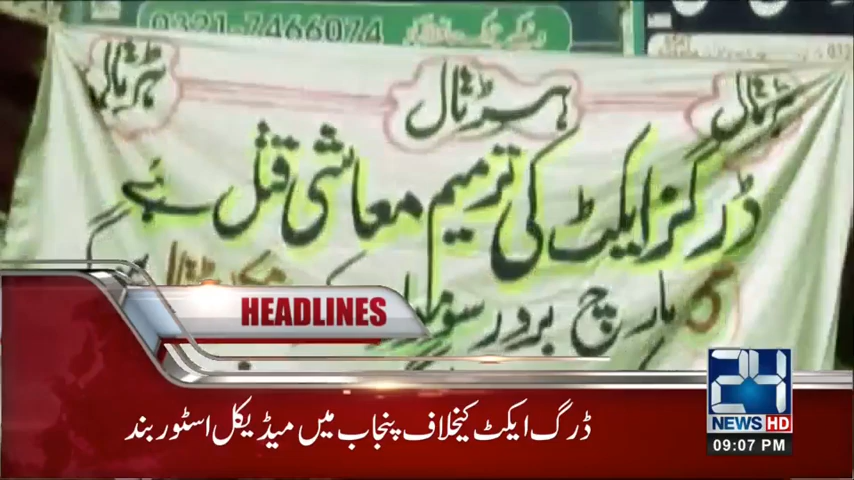 0321-7466074
ہڑتال ہڑتال ہڑتال
ڈرگز ایکٹ کی ترمیم معاشی قتل ہے
5 مارچ بروز سوموار
HEADLINES
ڈرگ ایکٹ کیخلاف پنجاب میں میڈیکل اسٹور بند
24
NEWS HD
09:07 PM